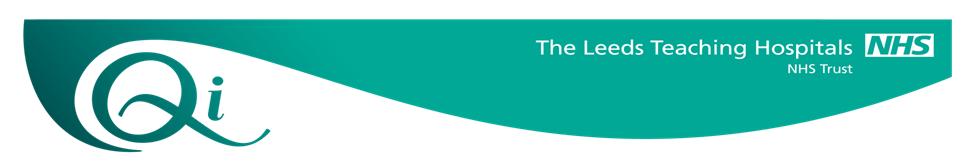 The Leeds Teaching Hospitals NHS
NHS Trust
Qi